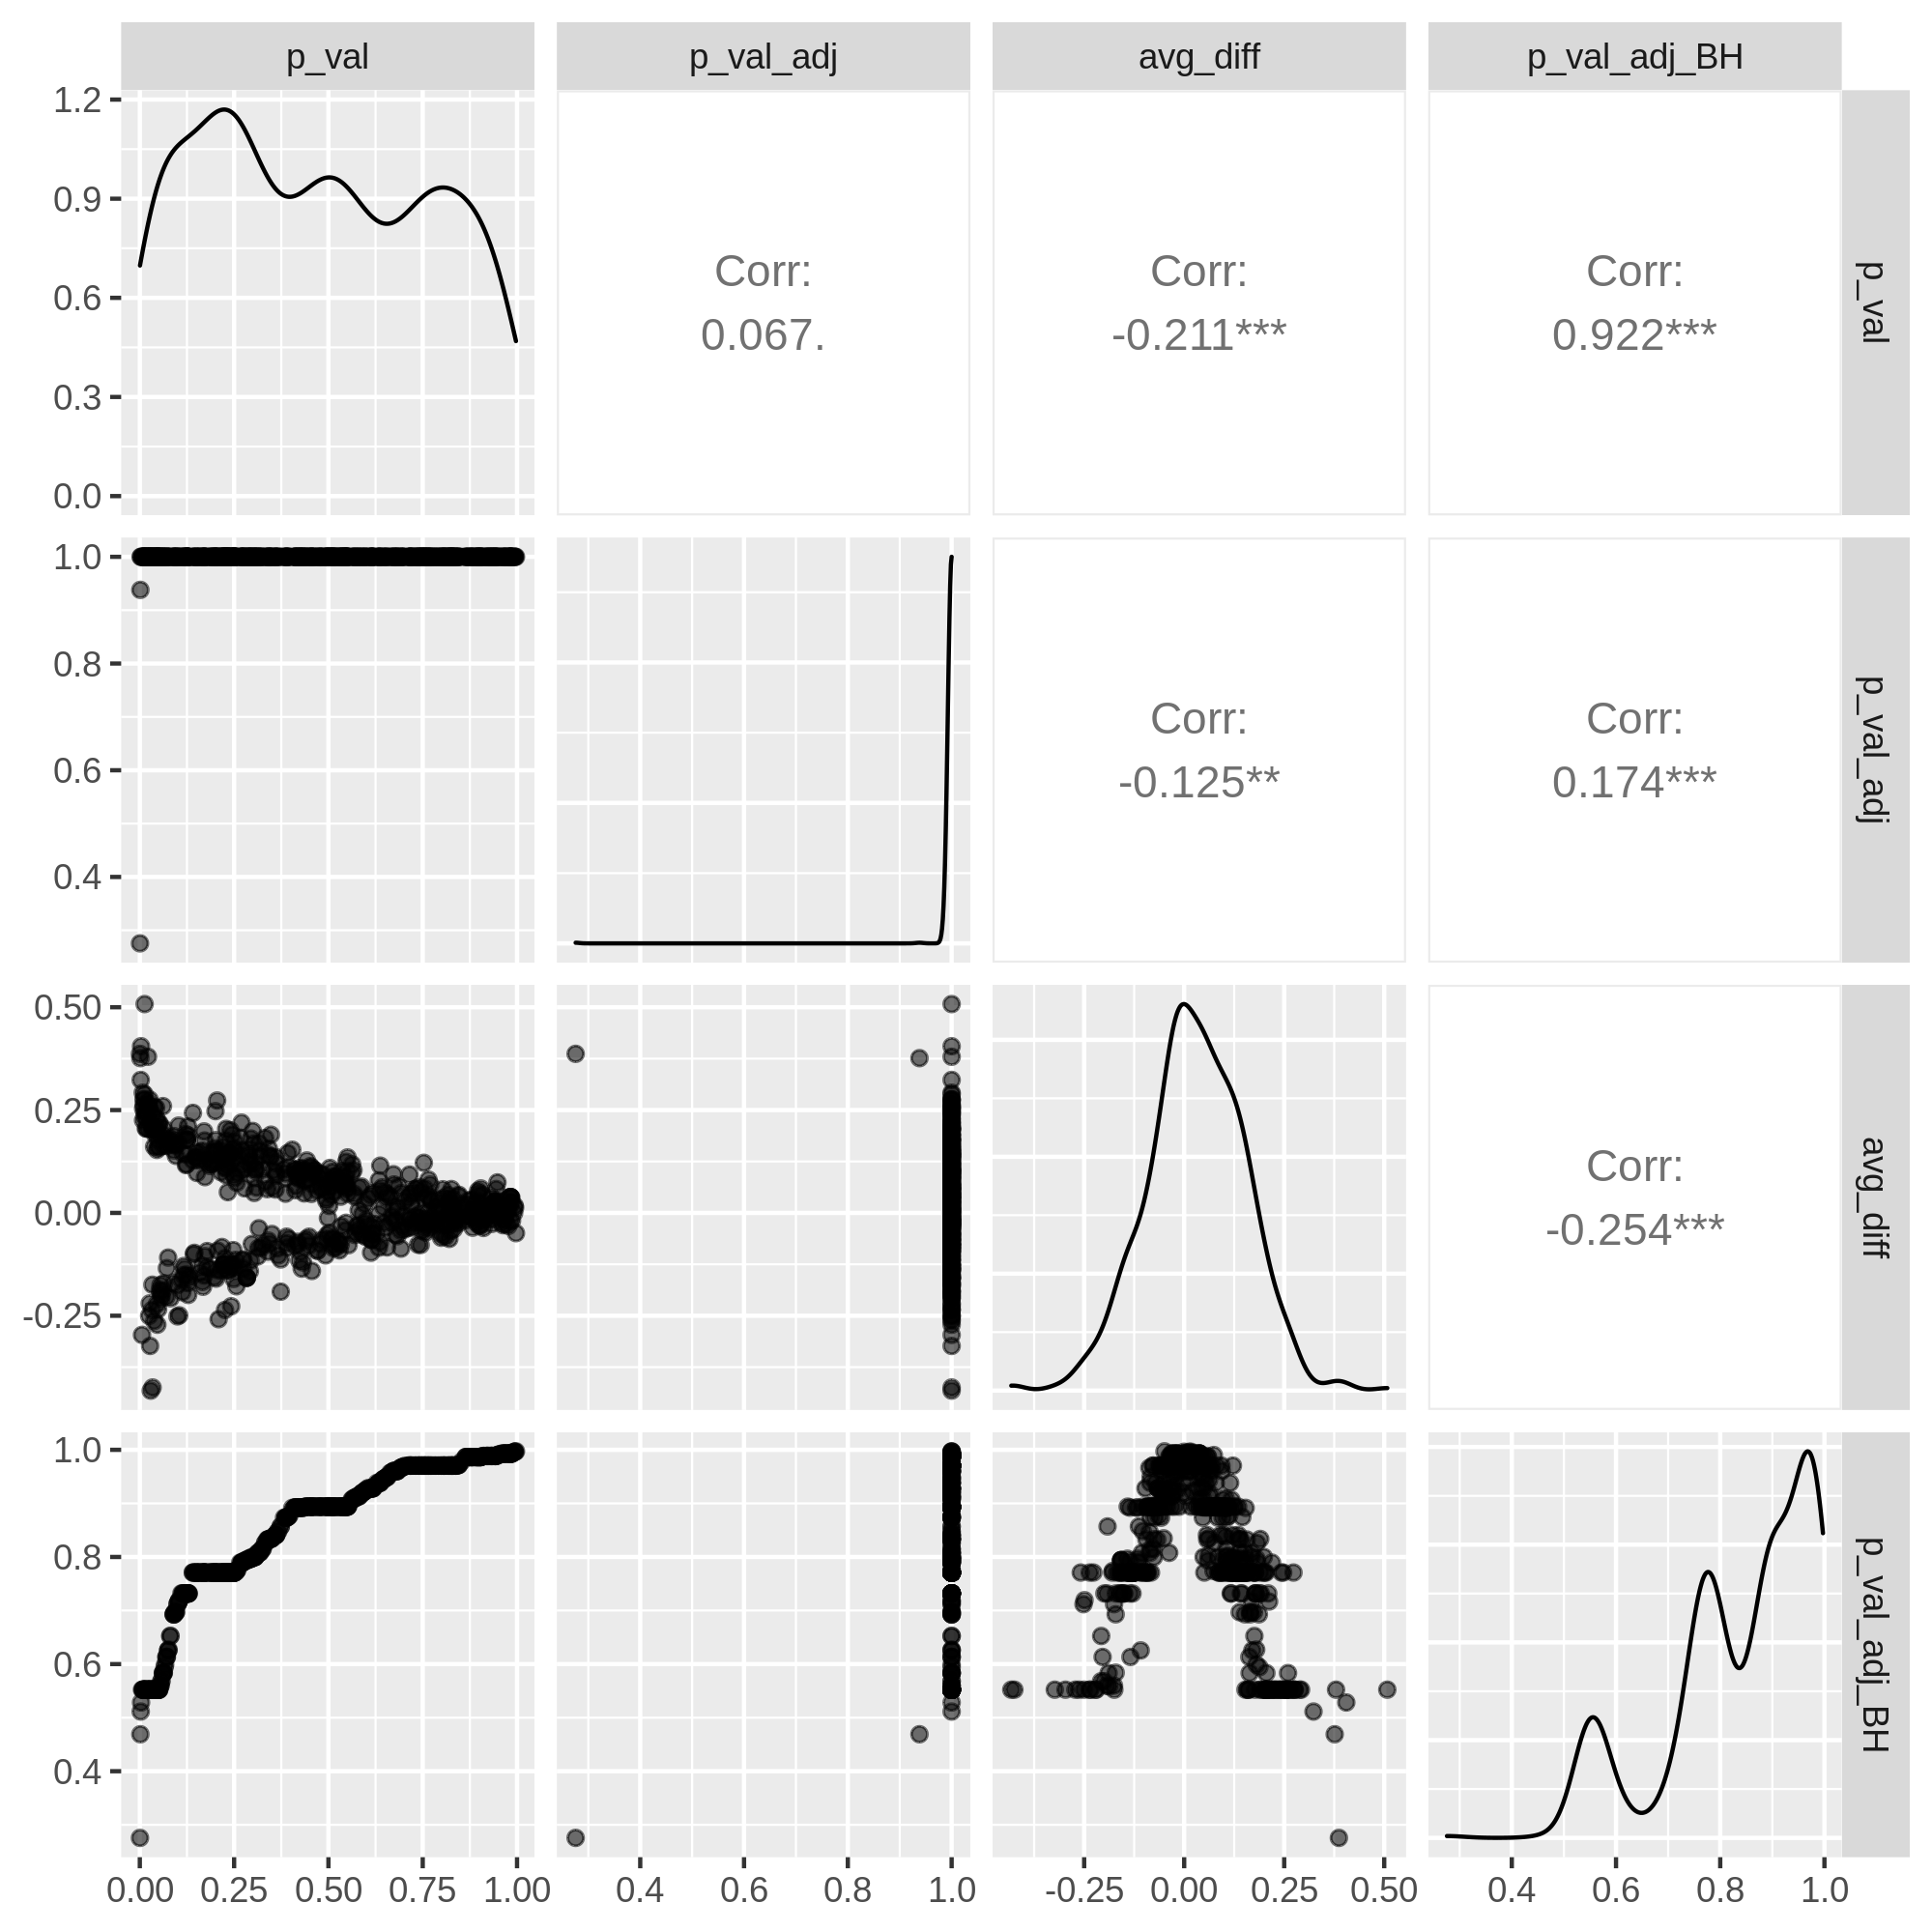 p_val p_val_adj avg_diff p_val_adj_BH
1.2
0.9
0.6
0.3
0.0
Corr:
0.067.
Corr:
-0.211***
Corr:
0.922***
p_val
1.0
0.8
0.6
0.4
Corr:
-0.125**
Corr:
0.174***
p_val_adj
0.50
0.25
0.00
-0.25
Corr:
-0.254***
avg_diff
1.0
0.8
0.6
0.4
p_val_adj_BH
0.00 0.25 0.50 0.75 1.00 0.4 0.6 0.8 1.0 -0.25 0.00 0.25 0.50 0.4 0.6 0.8 1.0